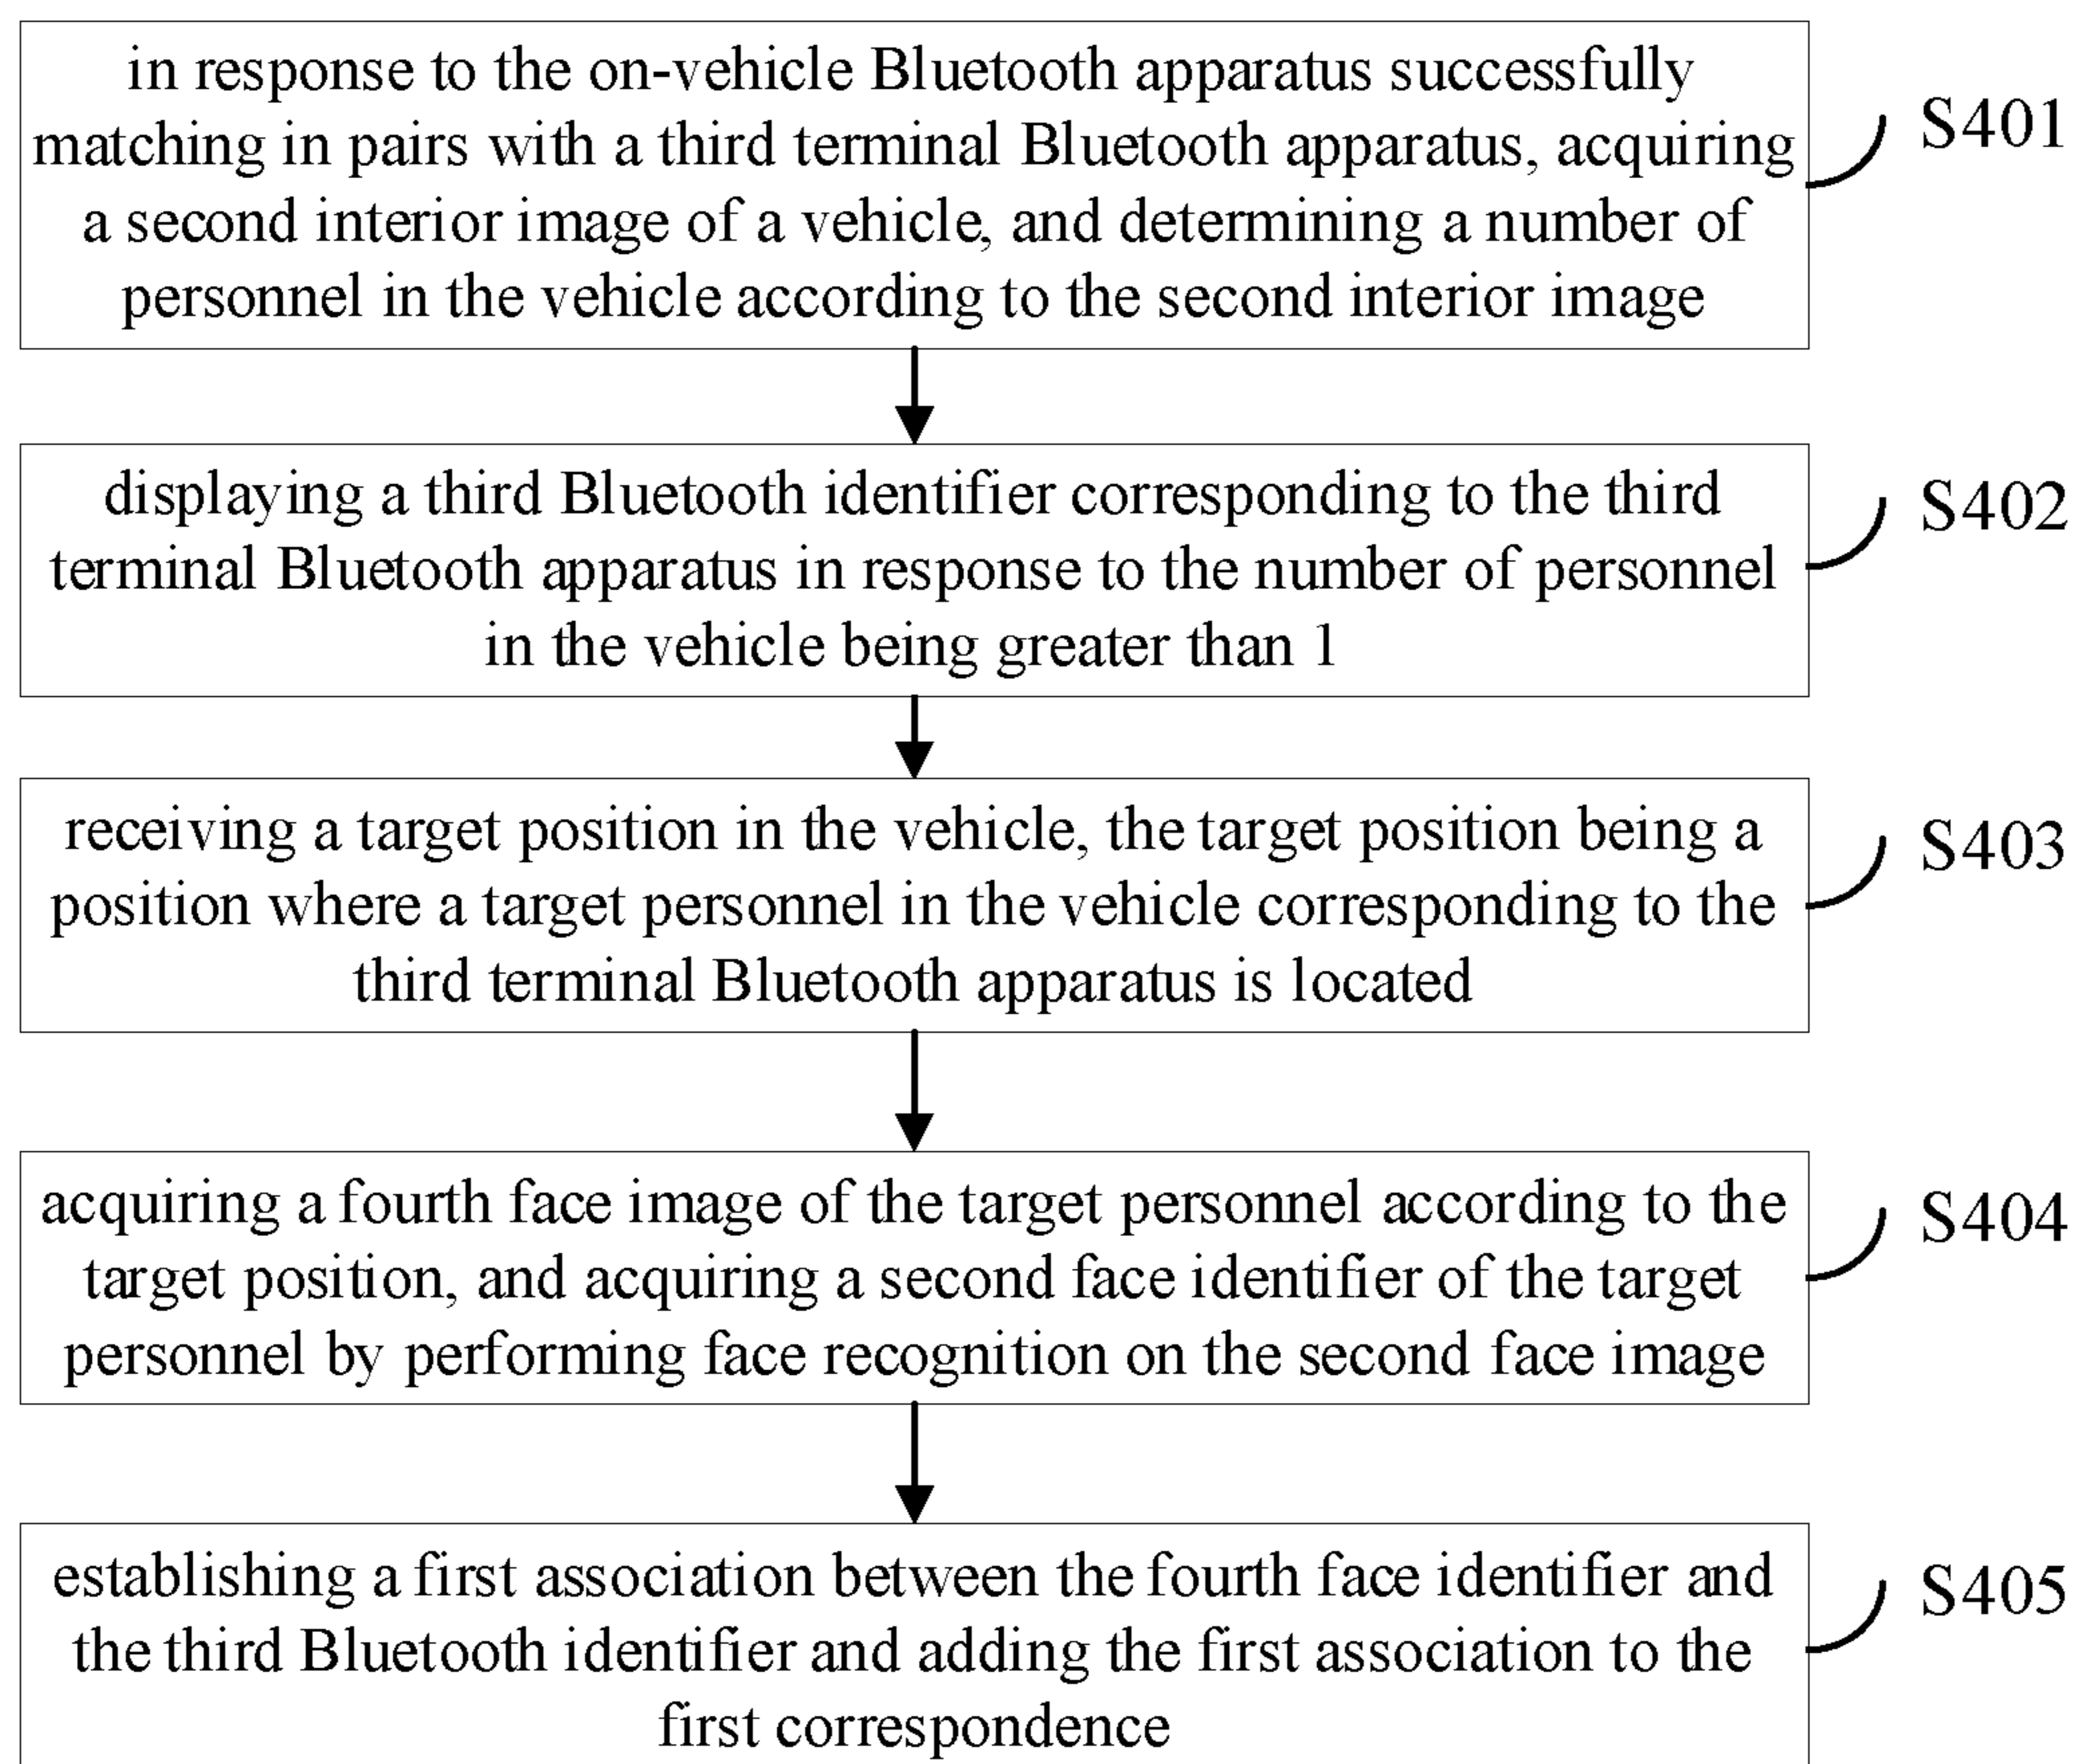 in response to the on-vehicle Bluetooth apparatus successfully
matching in pairs with a third terminal Bluetooth apparatus, acquiring
a second interior image of a vehicle, and determining a number of
personnel in the vehicle according to the second interior image
S401
displaying a third Bluetooth identifier corresponding to the third
terminal Bluetooth apparatus in response to the number of personnel
in the vehicle being greater than 1
S402
receiving a target position in the vehicle, the target position being a
position where a target personnel in the vehicle corresponding to the
third terminal Bluetooth apparatus is located
S403
acquiring a fourth face image of the target personnel according to the
target position, and acquiring a second face identifier of the target
personnel by performing face recognition on the second face image
S404
establishing a first association between the fourth face identifier and
the third Bluetooth identifier and adding the first association to the
first correspondence
S405